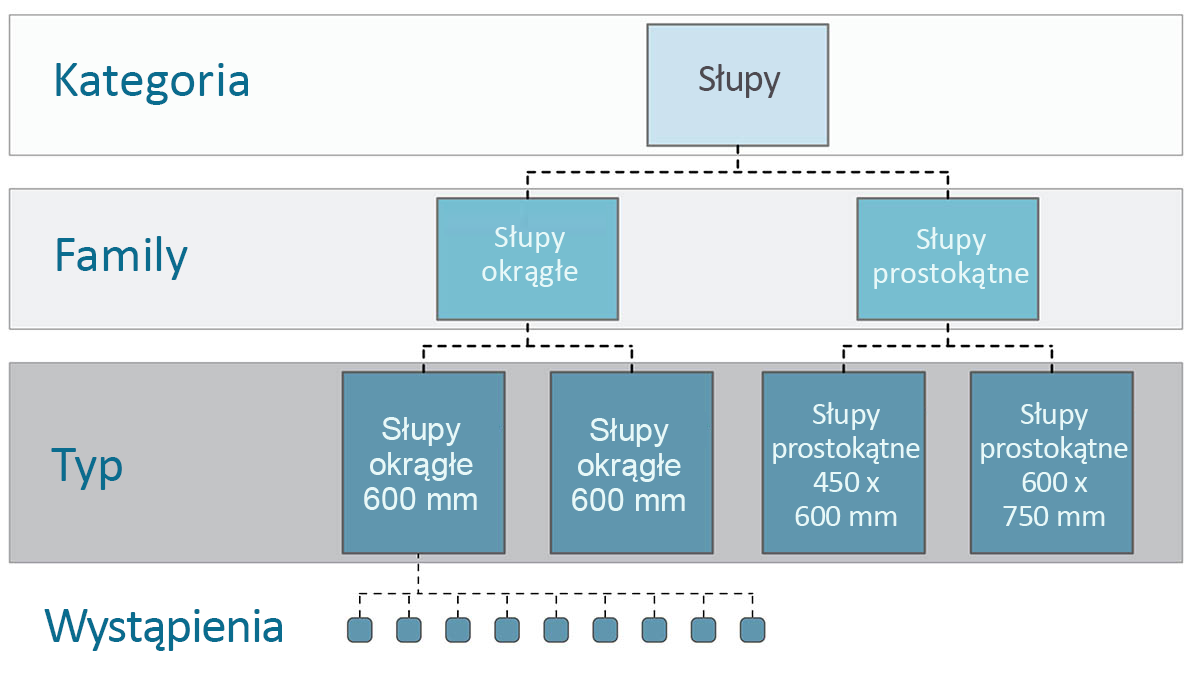 Kategoria
Słupy
Family
Słupy
okrągłe
Słupy
prostokątne
Typ
Słupy
okrągłe
600 mm
Słupy
okrągłe
600 mm
Słupy
prostokątne
450 x
600 mm
Słupy
prostokątne
600 x
750 mm
Wystąpienia